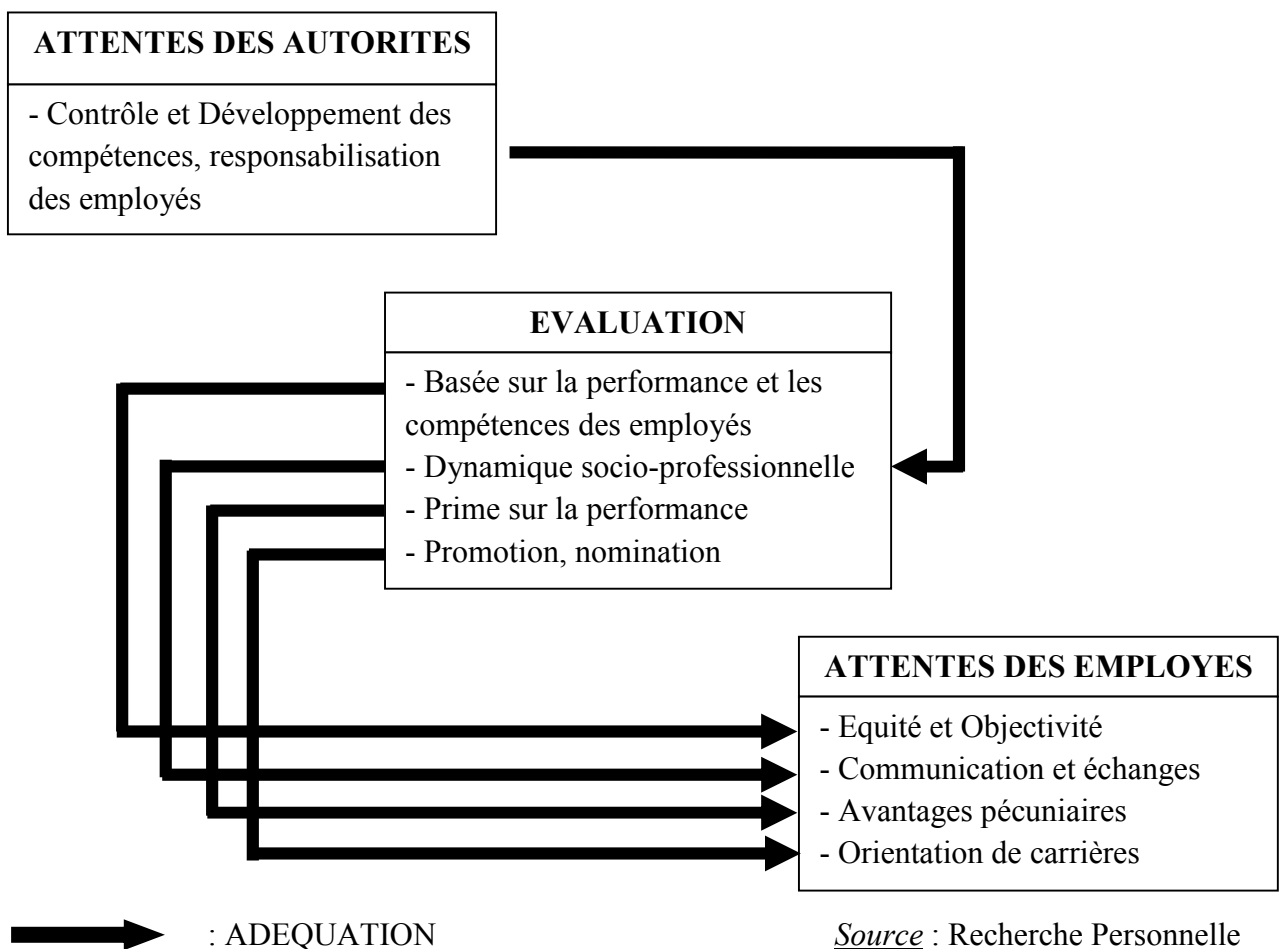 ATTENTES DES AUTORITES
- Contrôle et Développement des
compétences, responsabilisation
des employés
EVALUATION
- Basée sur la performance et les
compétences des employés
- Dynamique socio-professionnelle
- Prime sur la performance
- Promotion, nomination
ATTENTES DES EMPLOYES
- Equité et Objectivité
- Communication et échanges
- Avantages pécuniaires
- Orientation de carrières
: ADEQUATION
Source : Recherche Personnelle